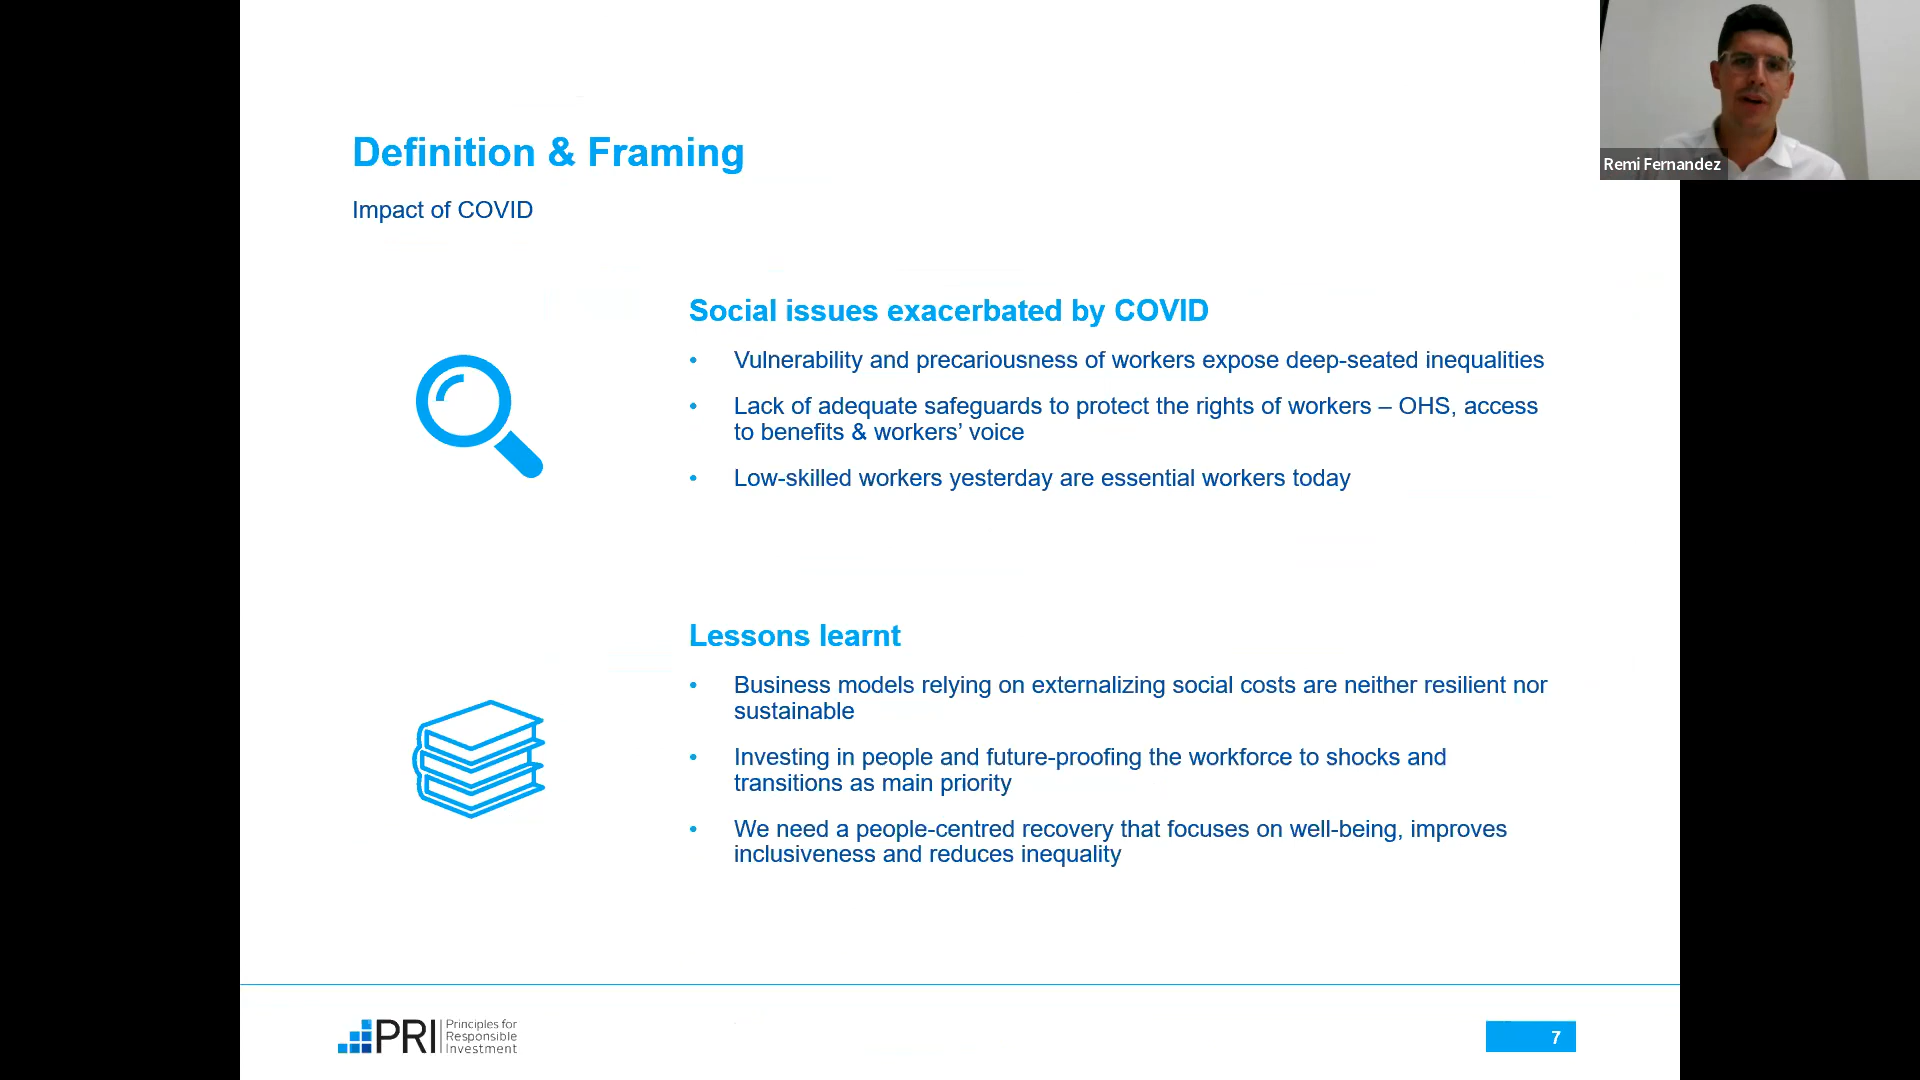 Remi Fernandez
Definition & Framing
Impact of COVID
Social issues exacerbated by COVID
• Vulnerability and precariousness of workers expose deep-seated inequalities
• Lack of adequate safeguards to protect the rights of workers – OHS, access
to benefits & workers’ voice
• Low-skilled workers yesterday are essential workers today
Lessons learnt
• Business models relying on externalizing social costs are neither resilient nor
sustainable
• Investing in people and future-proofing the workforce to shocks and
transitions as main priority
• We need a people-centred recovery that focuses on well-being, improves
inclusiveness and reduces inequality
PRI
Principles for
Responsible
Investment
7